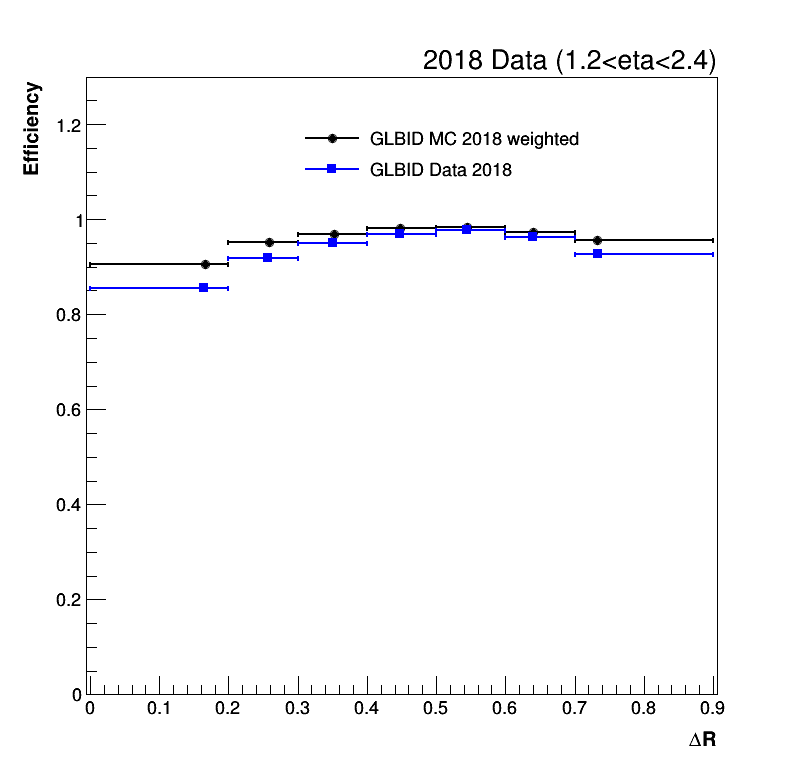 2018 Data (1.2<eta<2.4)
Efficiency
GLBID MC 2018 weighted
GLBID Data 2018
1.2
1
0.8
0.6
0.4
0.2
0
0 0.1 0.2 0.3 0.4 0.5 0.6 0.7 0.8 0.9
ΔR